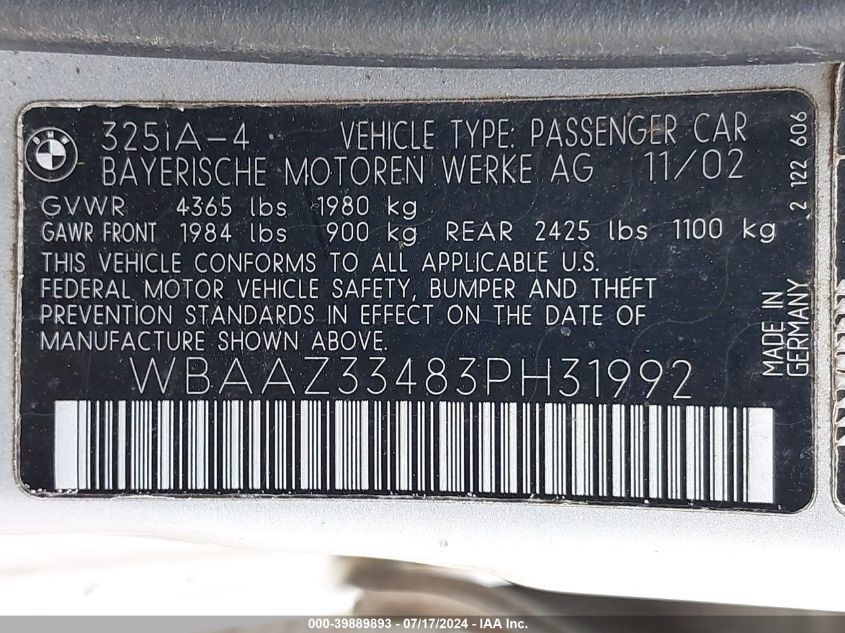 BMW
325iA-4 VEHICLE TYPE: PASSENGER CAR
BAYERISCHE MOTOREN WERKE AG 11/02
GVWR 4365 lbs 1980 kg
GAWR FRONT 1984 lbs 900 kg REAR 2425 lbs 1100 kg
THIS VEHICLE CONFORMS TO ALL APPLICABLE U.S.
FEDERAL MOTOR VEHICLE SAFETY, BUMPER AND THEFT
PREVENTION STANDARDS IN EFFECT ON THE DATE OF
MANUFACTURE SHOWN ABOVE.
WBAAZ33483PH31992
2 122 606
MADE IN
GERMANY
000-39889893 / 07/17/2024 - IAA Inc.